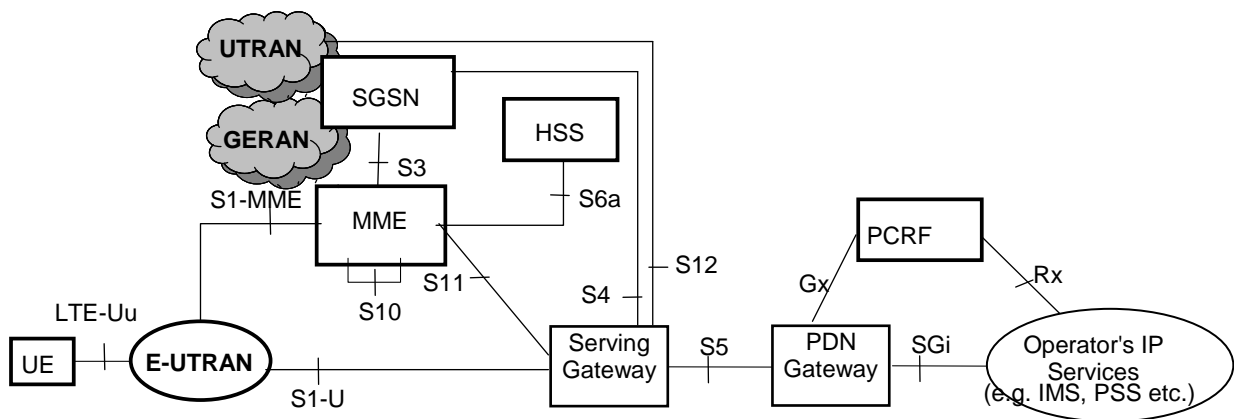 UTRAN
SGSN
GERAN
HSS
S3
S1-MME
S6a
MME
PCRF
S12
S11
Gx
Rx
S4
S10
LTE-Uu
Serving
Gateway
PDN
Gateway
Operator's IP
Services
(e.g. IMS, PSS etc.)
S5
SGi
UE
E-UTRAN
S1-U